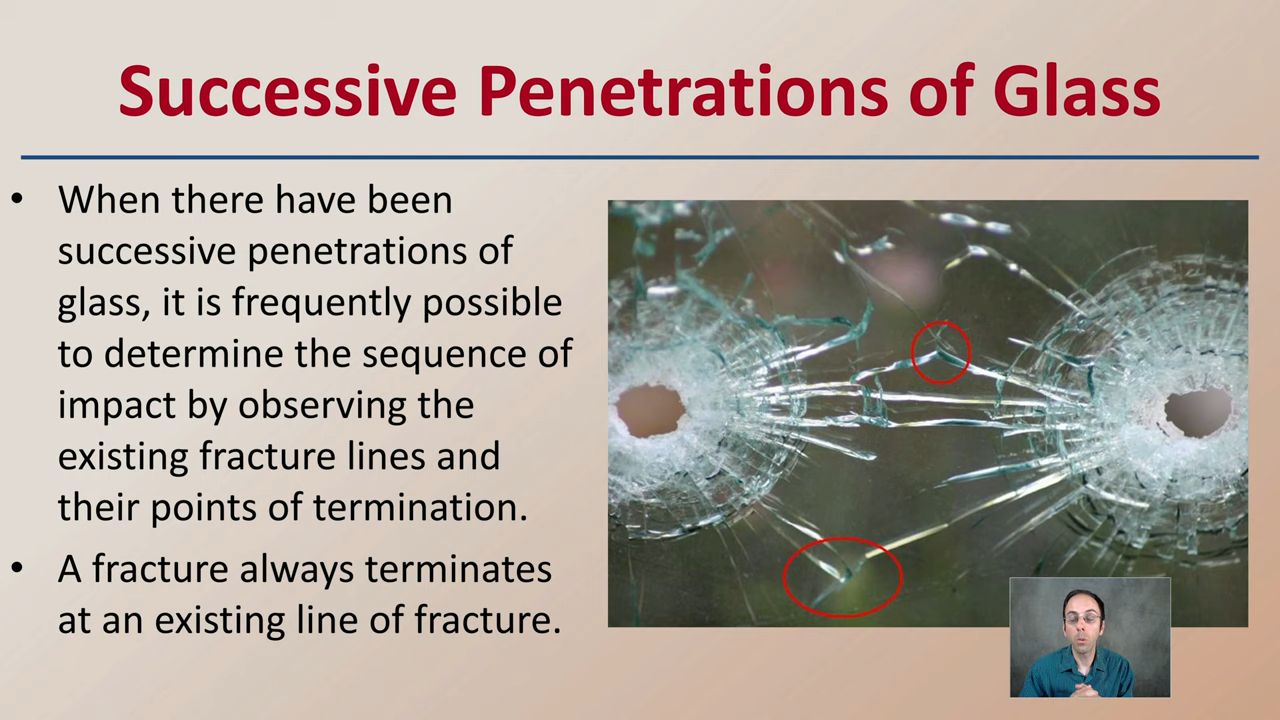 Successive Penetrations of Glass
• When there have been
successive penetrations of
glass, it is frequently possible
to determine the sequence of
impact by observing the
existing fracture lines and
their points of termination.
• A fracture always terminates
at an existing line of fracture.